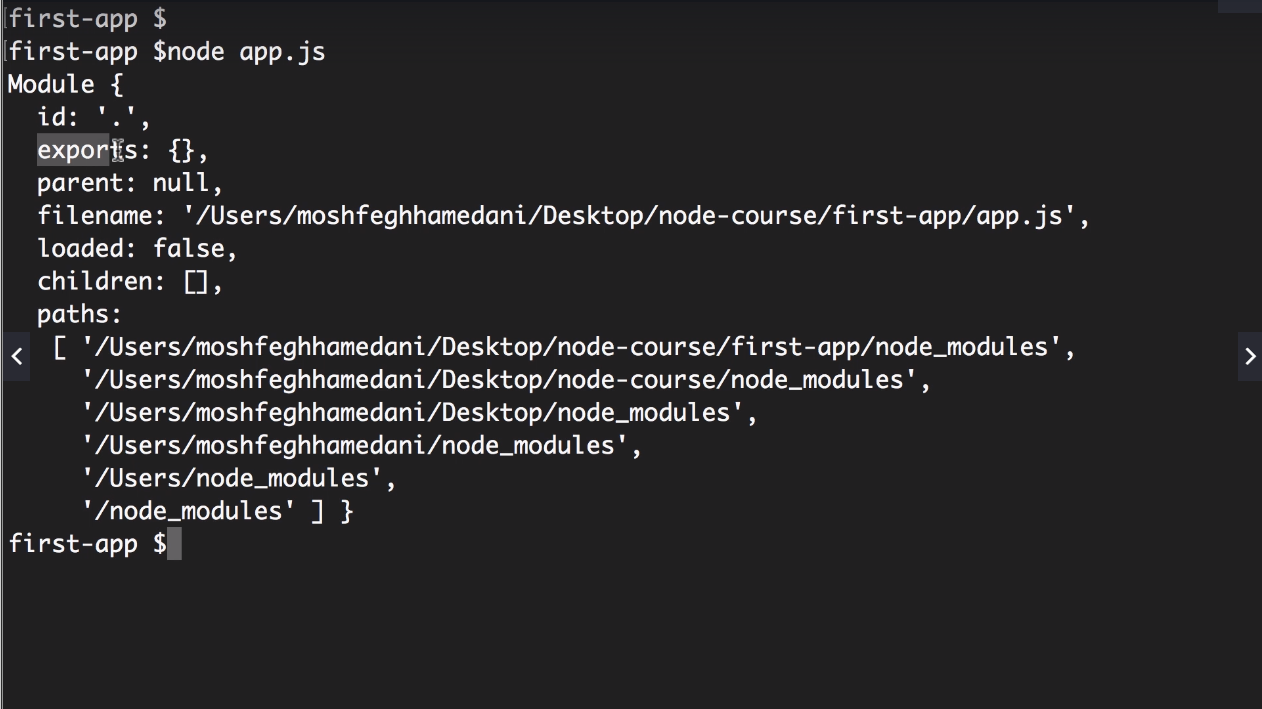 first-app $
first-app $node app.js
Module {
  id: '.',
  exports: {},
  parent: null,
  filename: '/Users/moshfeghhamedani/Desktop/node-course/first-app/app.js',
  loaded: false,
  children: [],
  paths:
   [ '/Users/moshfeghhamedani/Desktop/node-course/first-app/node_modules',
     '/Users/moshfeghhamedani/Desktop/node-course/node_modules',
     '/Users/moshfeghhamedani/Desktop/node_modules',
     '/Users/moshfeghhamedani/node_modules',
     '/Users/node_modules',
     '/node_modules' ] }
first-app $